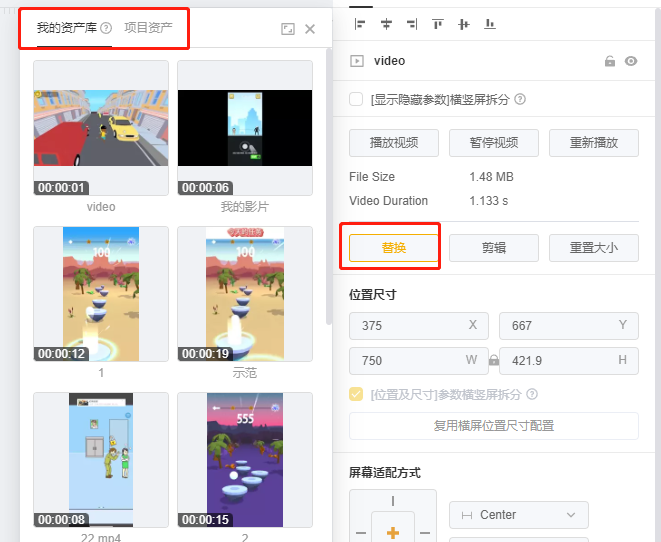 我的资产库 项目资产
00:00:01
video
00:00:06
我的影片
100
00:00:12
1
00:00:19
示范
00:00:08
22.mp4
555
00:00:15
2
video
[显示隐藏参数]横竖屏拆分
播放视频 暂停视频 重新播放
File Size 1.48 MB
Video Duration 1.133 s
替换 剪辑 重置大小
位置尺寸
375 X 667 Y
750 W 421.9 H
[位置及尺寸]参数横竖屏拆分
复用横屏位置尺寸配置
屏幕适配方式
Center